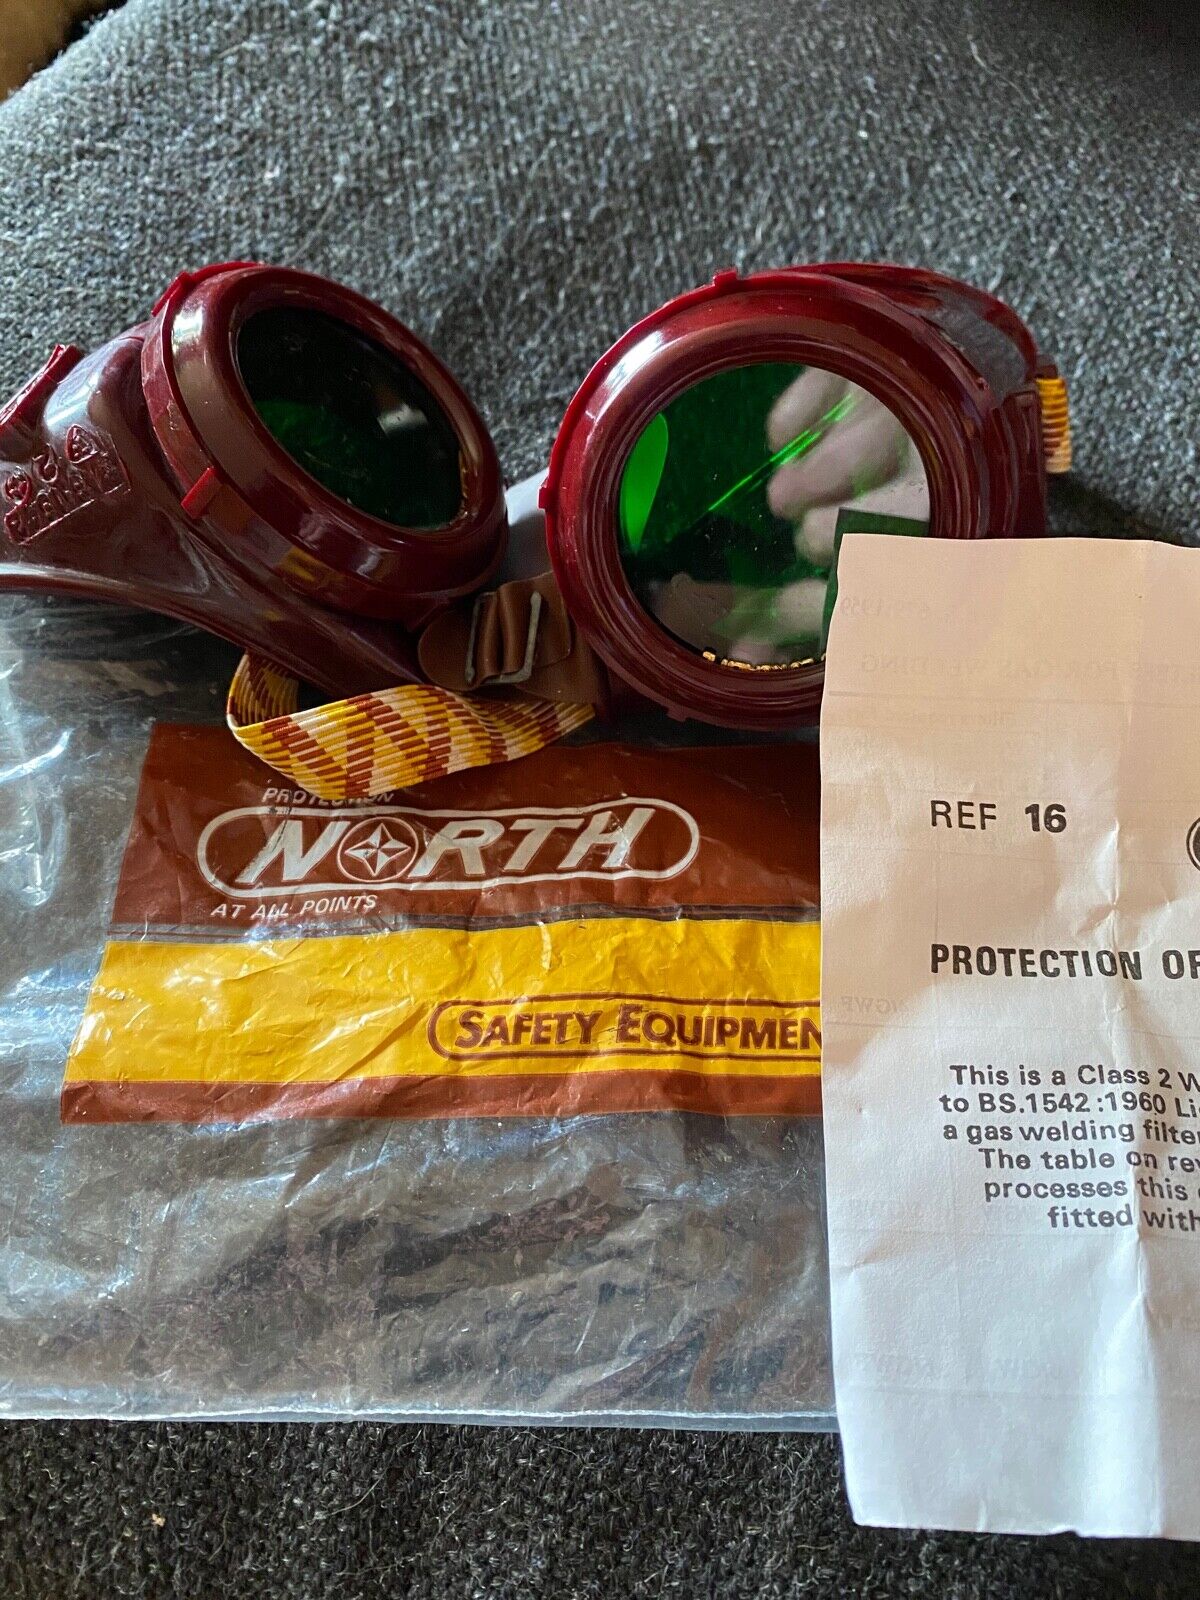 PROTECTION
NORTH
AT ALL POINTS
SAFETY EQUIPMEN
REF 16
PROTECTION OF
This is a Class 2 W
to BS.1542:1960 Li
a gas welding filter
The table on rev
processes this
fitted with